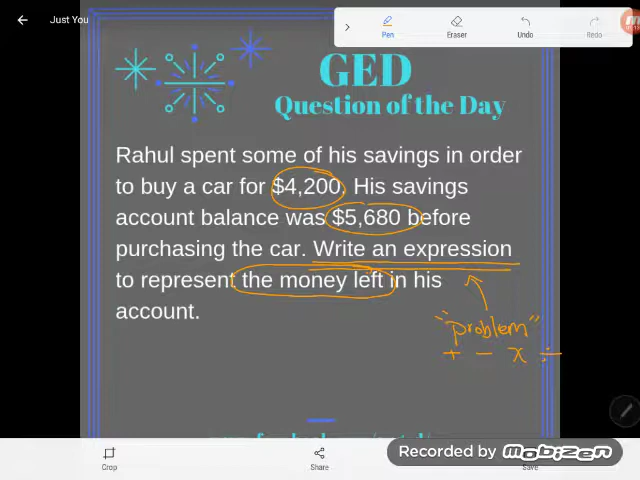 Just You
Pen
Eraser
Undo
Redo
GED
Question of the Day
Rahul spent some of his savings in order
to buy a car for $4,200. His savings
account balance was $5,680 before
purchasing the car. Write an expression
to represent the money left in his
account.
"problem"
+ − x ÷
Crop
Share
Save
Recorded by Mobizen